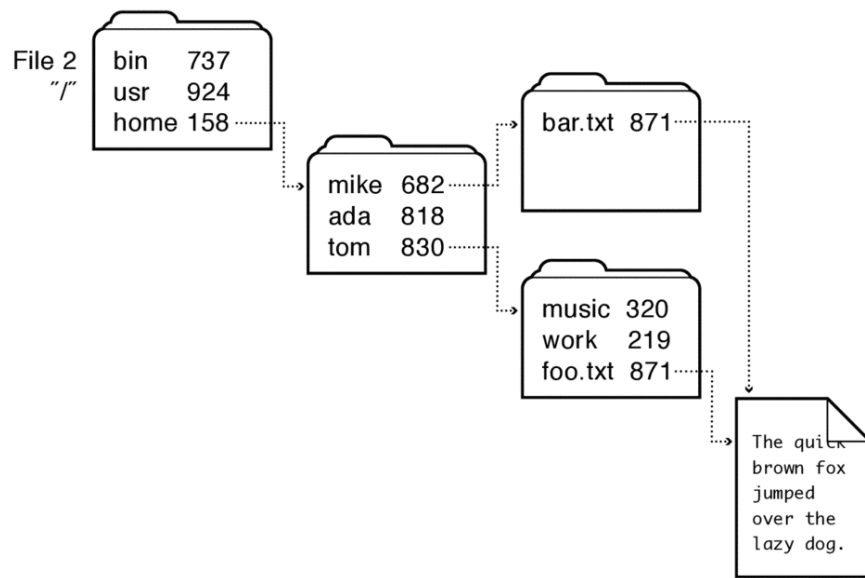 File 2
"/"
bin 737
usr 924
home 158
mike 682
ada 818
tom 830
bar.txt 871
music 320
work 219
foo.txt 871
The quick
brown fox
jumped
over the
lazy dog.